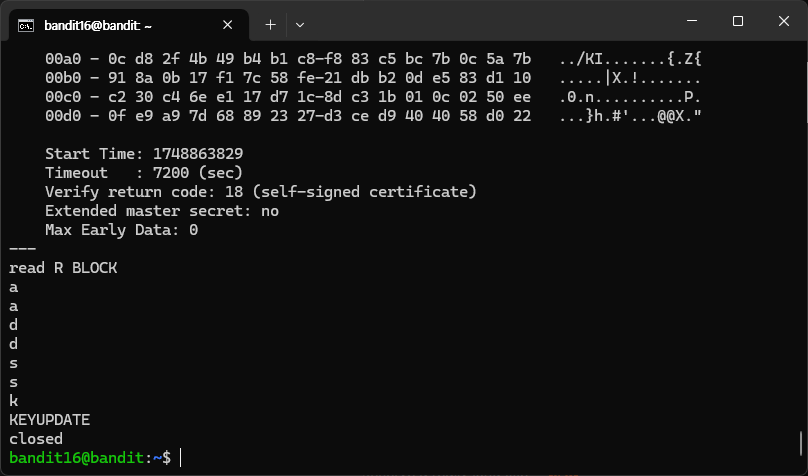 bandit16@bandit: ~
00a0 - 0c d8 2f 4b 49 b4 b1 c8-f8 83 c5 bc 7b 0c 5a 7b   ../KI.......{.Z{
00b0 - 91 8a 0b 17 f1 7c 58 fe-21 db b2 0d e5 83 d1 10   .....|X.!.......
00c0 - c2 30 c4 6e e1 17 d7 1c-8d c3 1b 01 0c 02 50 ee   .0.n..........P.
00d0 - 0f e9 a9 7d 68 89 23 27-d3 ce d9 40 40 58 d0 22   ...}h.#'...@@X."
Start Time: 1748863829
Timeout   : 7200 (sec)
Verify return code: 18 (self-signed certificate)
Extended master secret: no
Max Early Data: 0
---
read R BLOCK
a
a
d
d
s
s
k
KEYUPDATE
closed
bandit16@bandit:~$